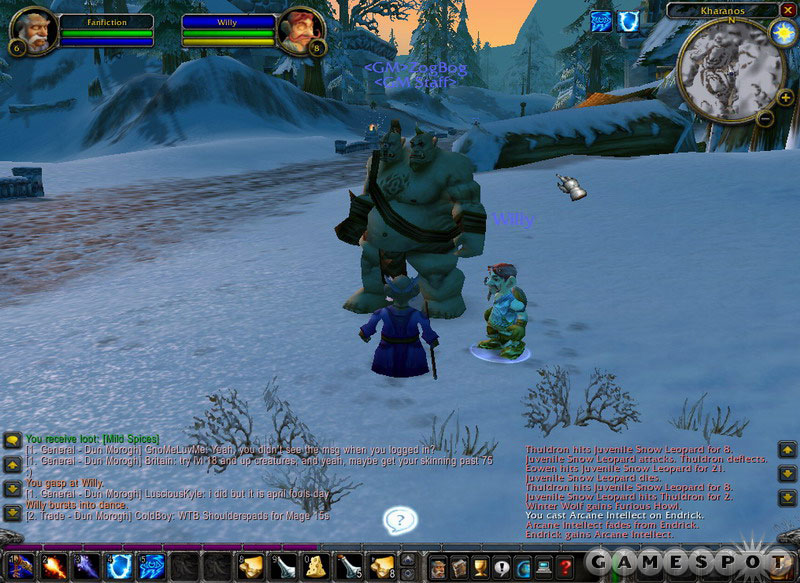 Fanfiction
6
Willy
8
Kharanos
N
<GM>ZogBog
<GM Staff>
Willy
You receive loot: [Mild Spices]
[1. General - Dun Morogh] GnoMeLuvMe: Yeah, you didn't see the msg when you logged in?
[1. General - Dun Morogh] Britain: try lvl 18 and up creatures, and yeah, maybe get your skinning past 75
You gasp at Willy.
[1. General - Dun Morogh] LusciousKyle: I did but it is april fools day
Willy bursts into dance.
[2. Trade - Dun Morogh] ColdBoy: WTB Shoulderspads for Mage 15s
Thuldron hits Juvenile Snow Leopard for 8.
Juvenile Snow Leopard attacks. Thuldron deflects.
Eowen hits Juvenile Snow Leopard for 21.
Juvenile Snow Leopard dies.
Thuldron hits Juvenile Snow Leopard for 8.
Juvenile Snow Leopard hits Thuldron for 2.
Winter Wolf gains Furious Howl.
You cast Arcane Intellect on Endrick.
Arcane Intellect fades from Endrick.
Endrick gains Arcane Intellect.
GAMESPOT